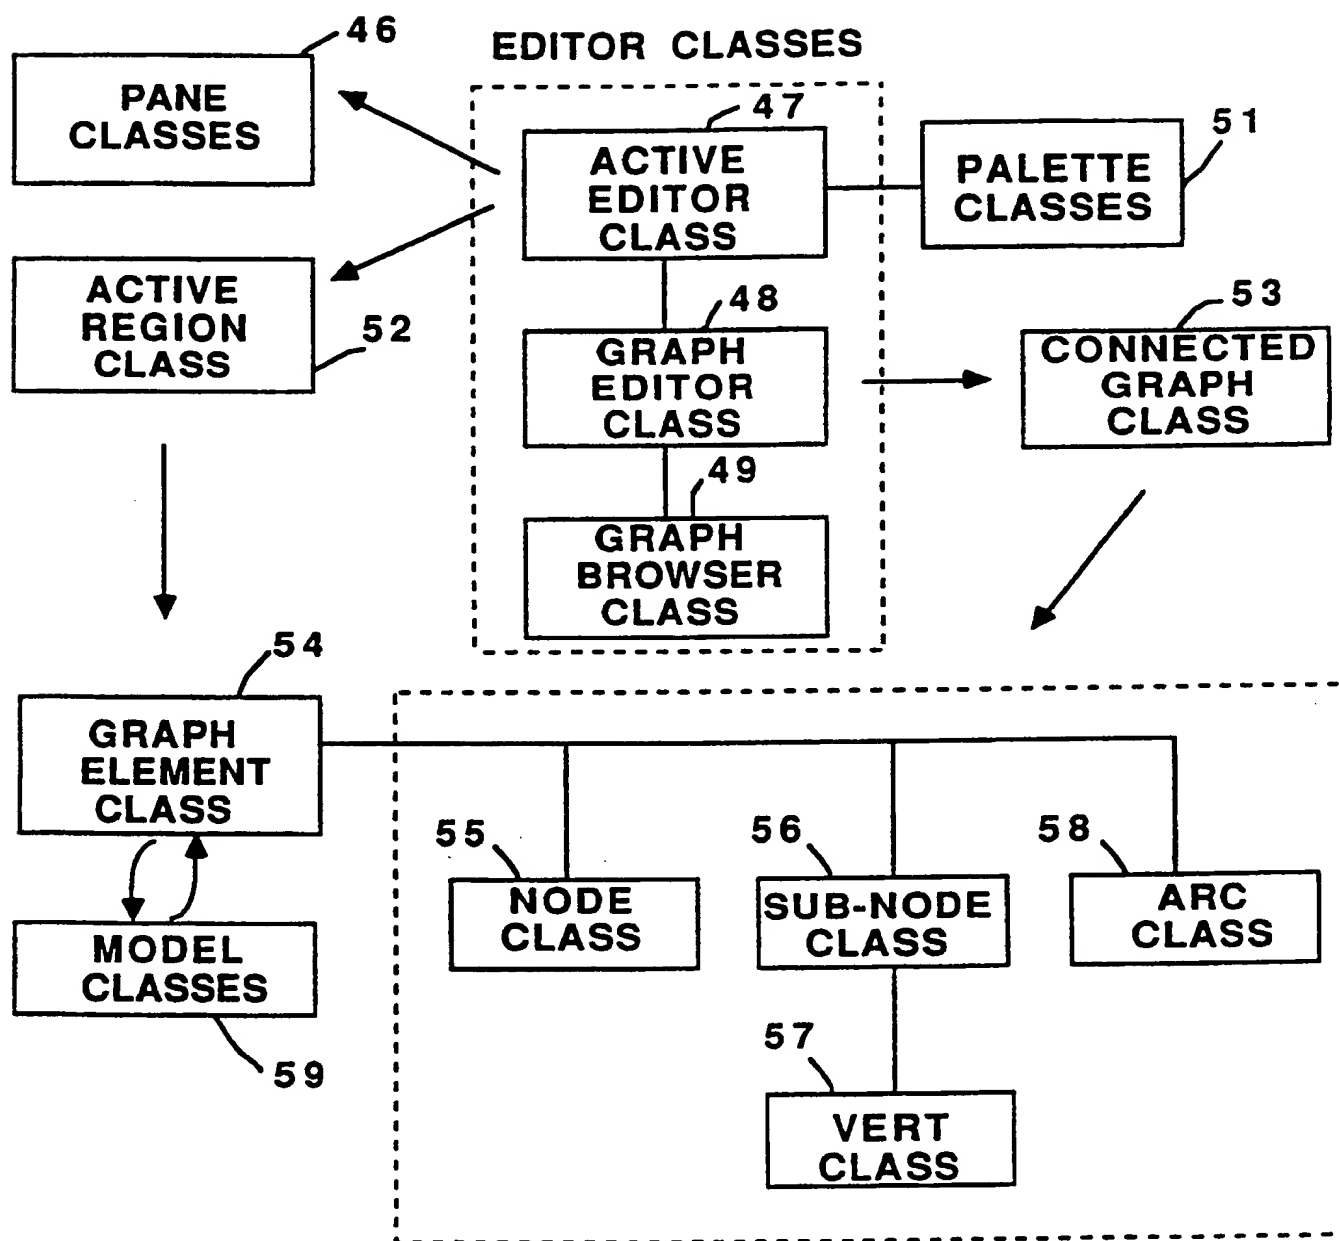 46
EDITOR CLASSES
PANE
CLASSES
47
ACTIVE
EDITOR
CLASS
51
PALETTE
CLASSES
ACTIVE
REGION
CLASS
52
48
GRAPH
EDITOR
CLASS
53
CONNECTED
GRAPH
CLASS
49
GRAPH
BROWSER
CLASS
54
GRAPH
ELEMENT
CLASS
55
NODE
CLASS
56
SUB-NODE
CLASS
58
ARC
CLASS
MODEL
CLASSES
59
57
VERT
CLASS